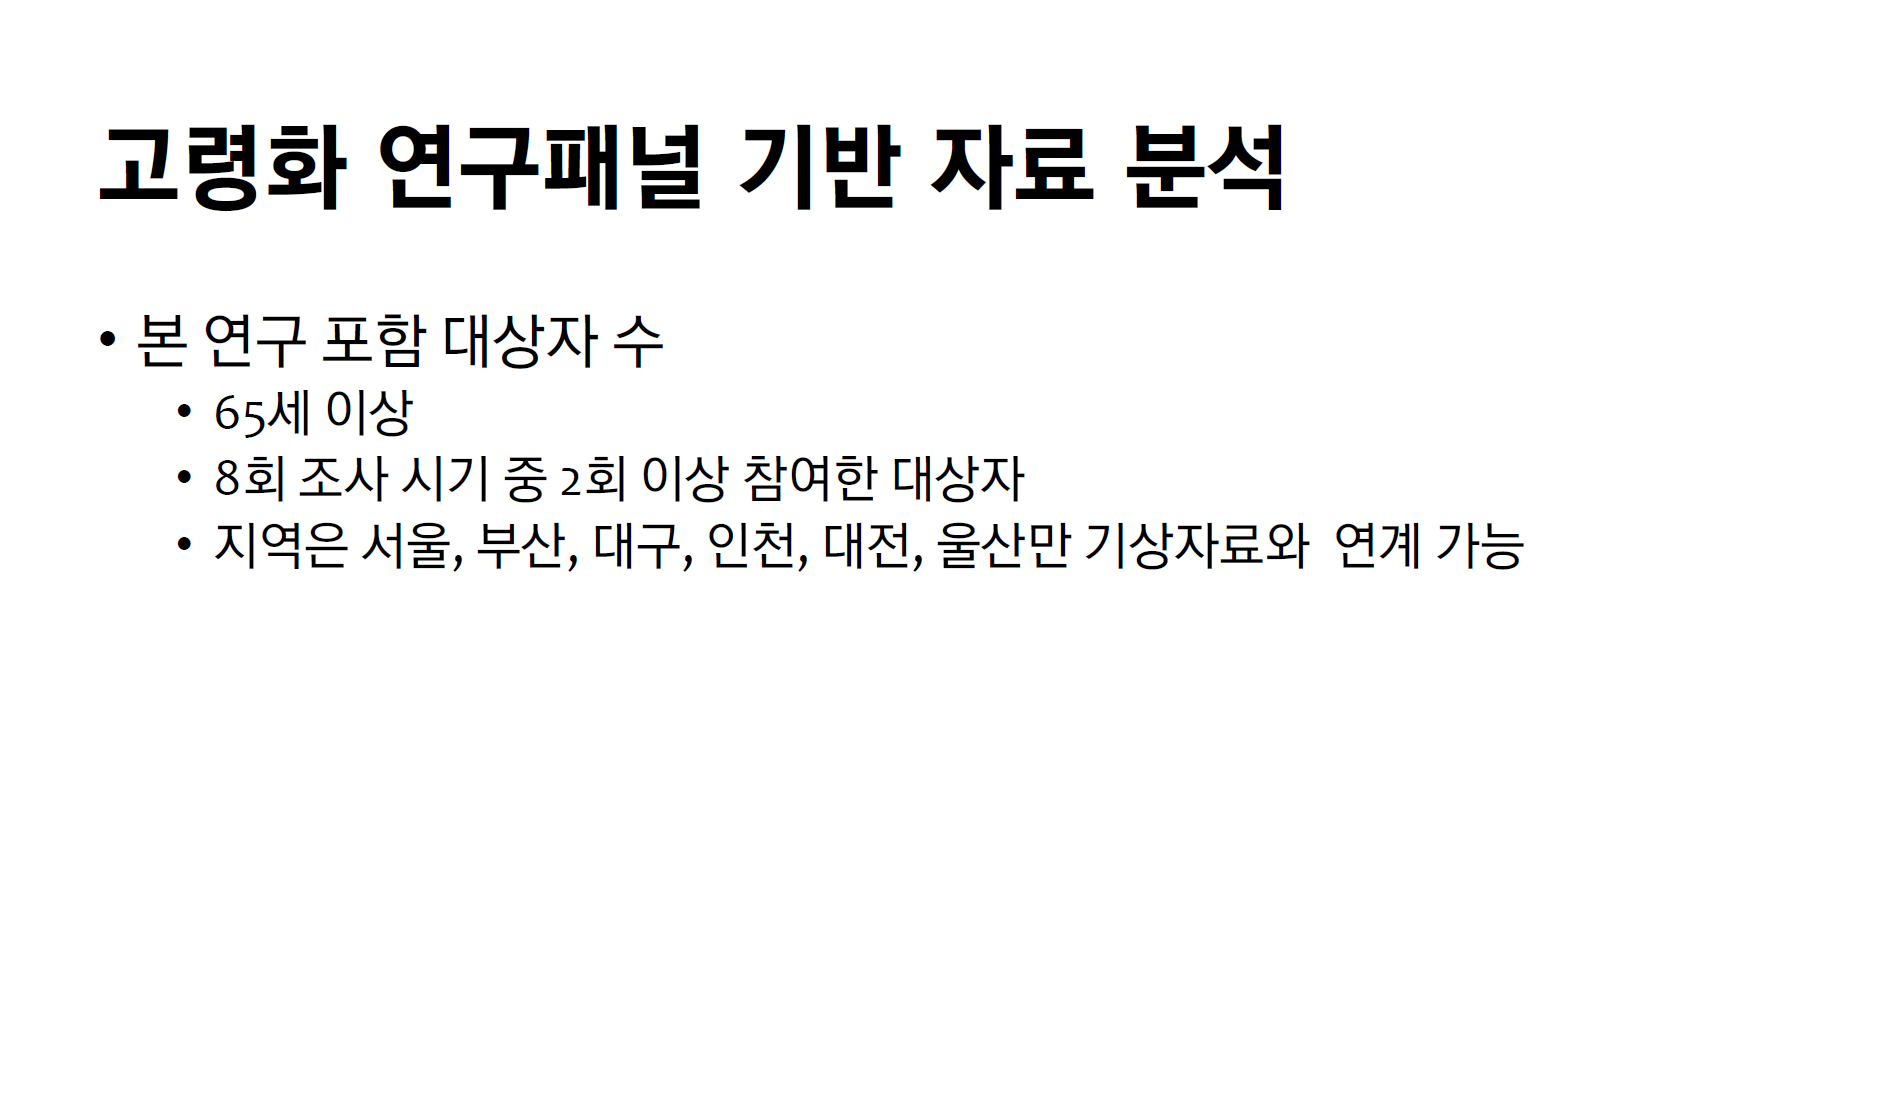 고령화 연구패널 기반 자료 분석
• 본 연구 포함 대상자 수
• 65세 이상
• 8회 조사 시기 중 2회 이상 참여한 대상자
• 지역은 서울, 부산, 대구, 인천, 대전, 울산만 기상자료와  연계 가능